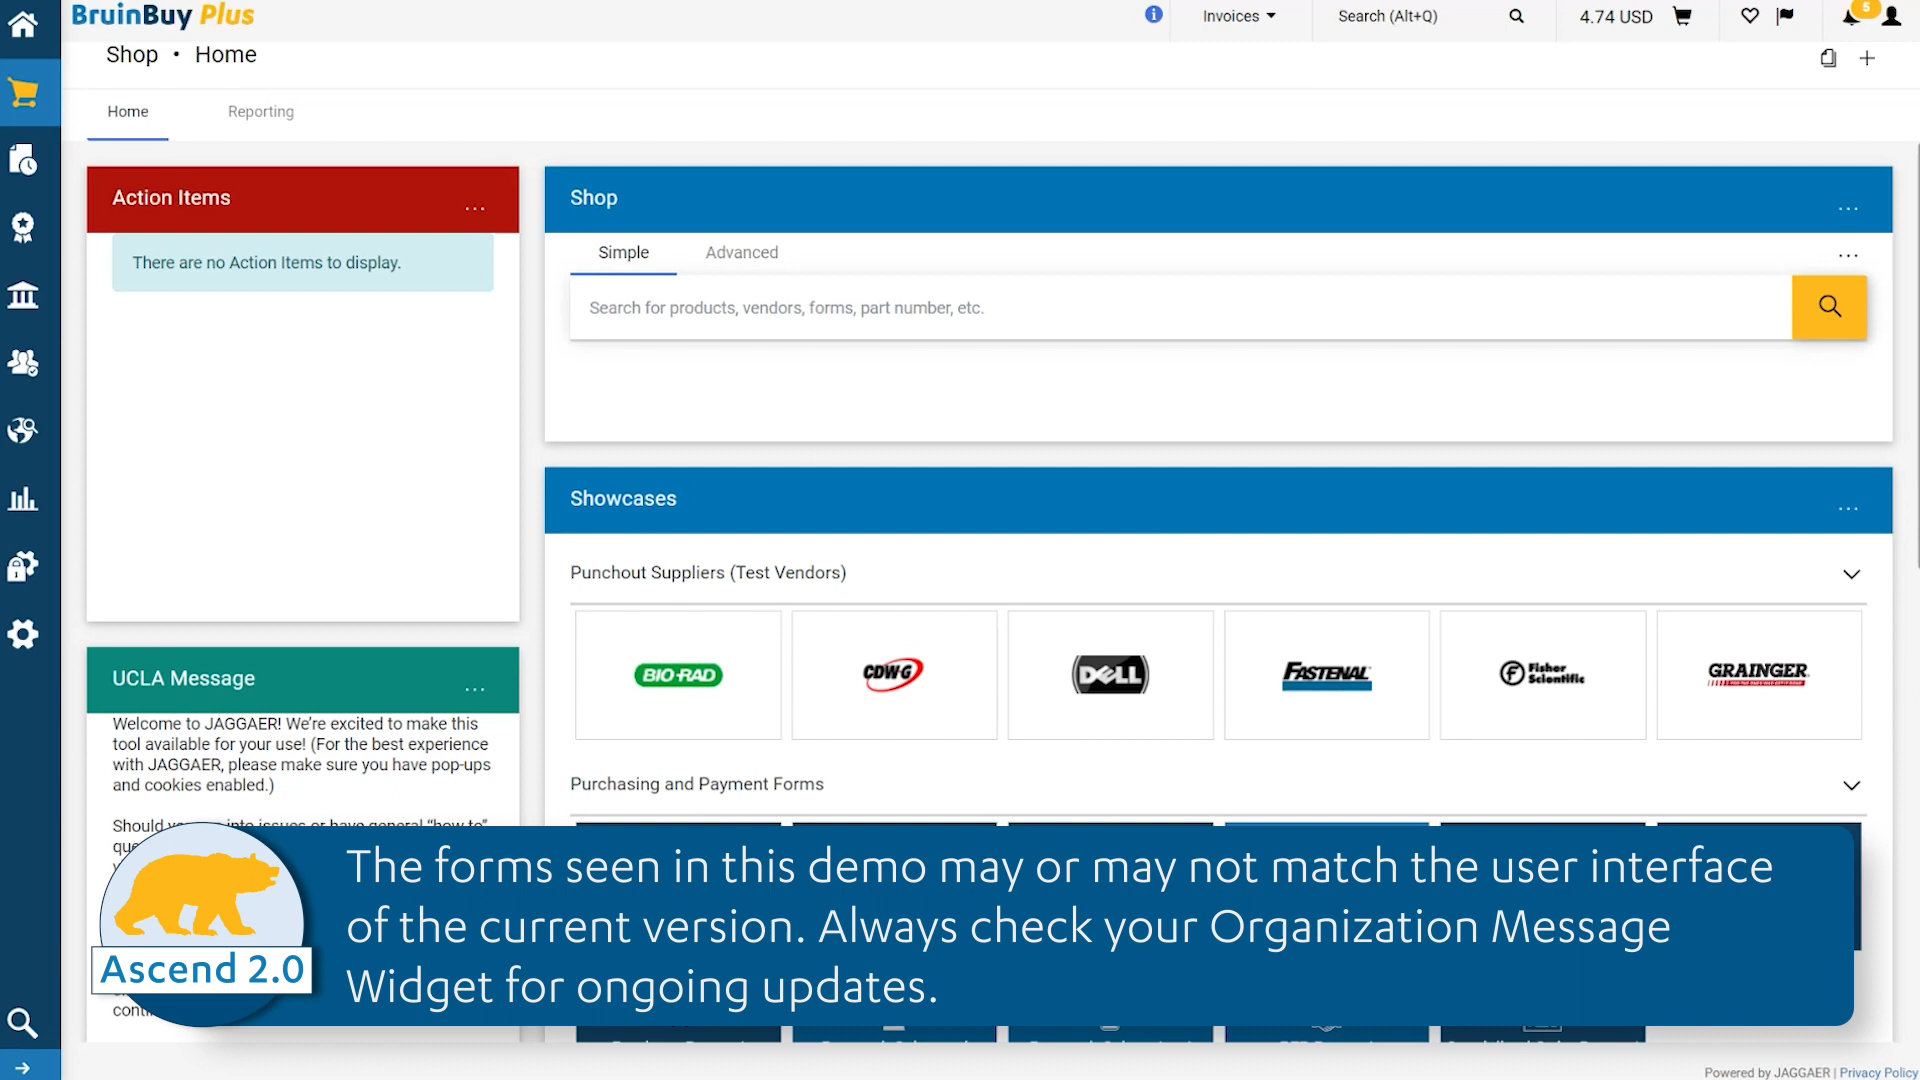 BruinBuy Plus
Invoices
Search (Alt+Q)
4.74 USD
5
Shop • Home
Home
Reporting
Action Items
...
There are no Action Items to display.
Shop
...
Simple
Advanced
...
Search for products, vendors, forms, part number, etc.
Showcases
...
Punchout Suppliers (Test Vendors)
BIO-RAD
CDW-G
DELL
FASTENAL
Fisher
Scientific
GRAINGER
Purchasing and Payment Forms
UCLA Message
...
Welcome to JAGGAER! We're excited to make this
tool available for your use! (For the best experience
with JAGGAER, please make sure you have pop-ups
and cookies enabled.)
Should
The forms seen in this demo may or may not match the user interface
of the current version. Always check your Organization Message
Widget for ongoing updates.
Ascend 2.0
Powered by JAGGAER | Privacy Policy